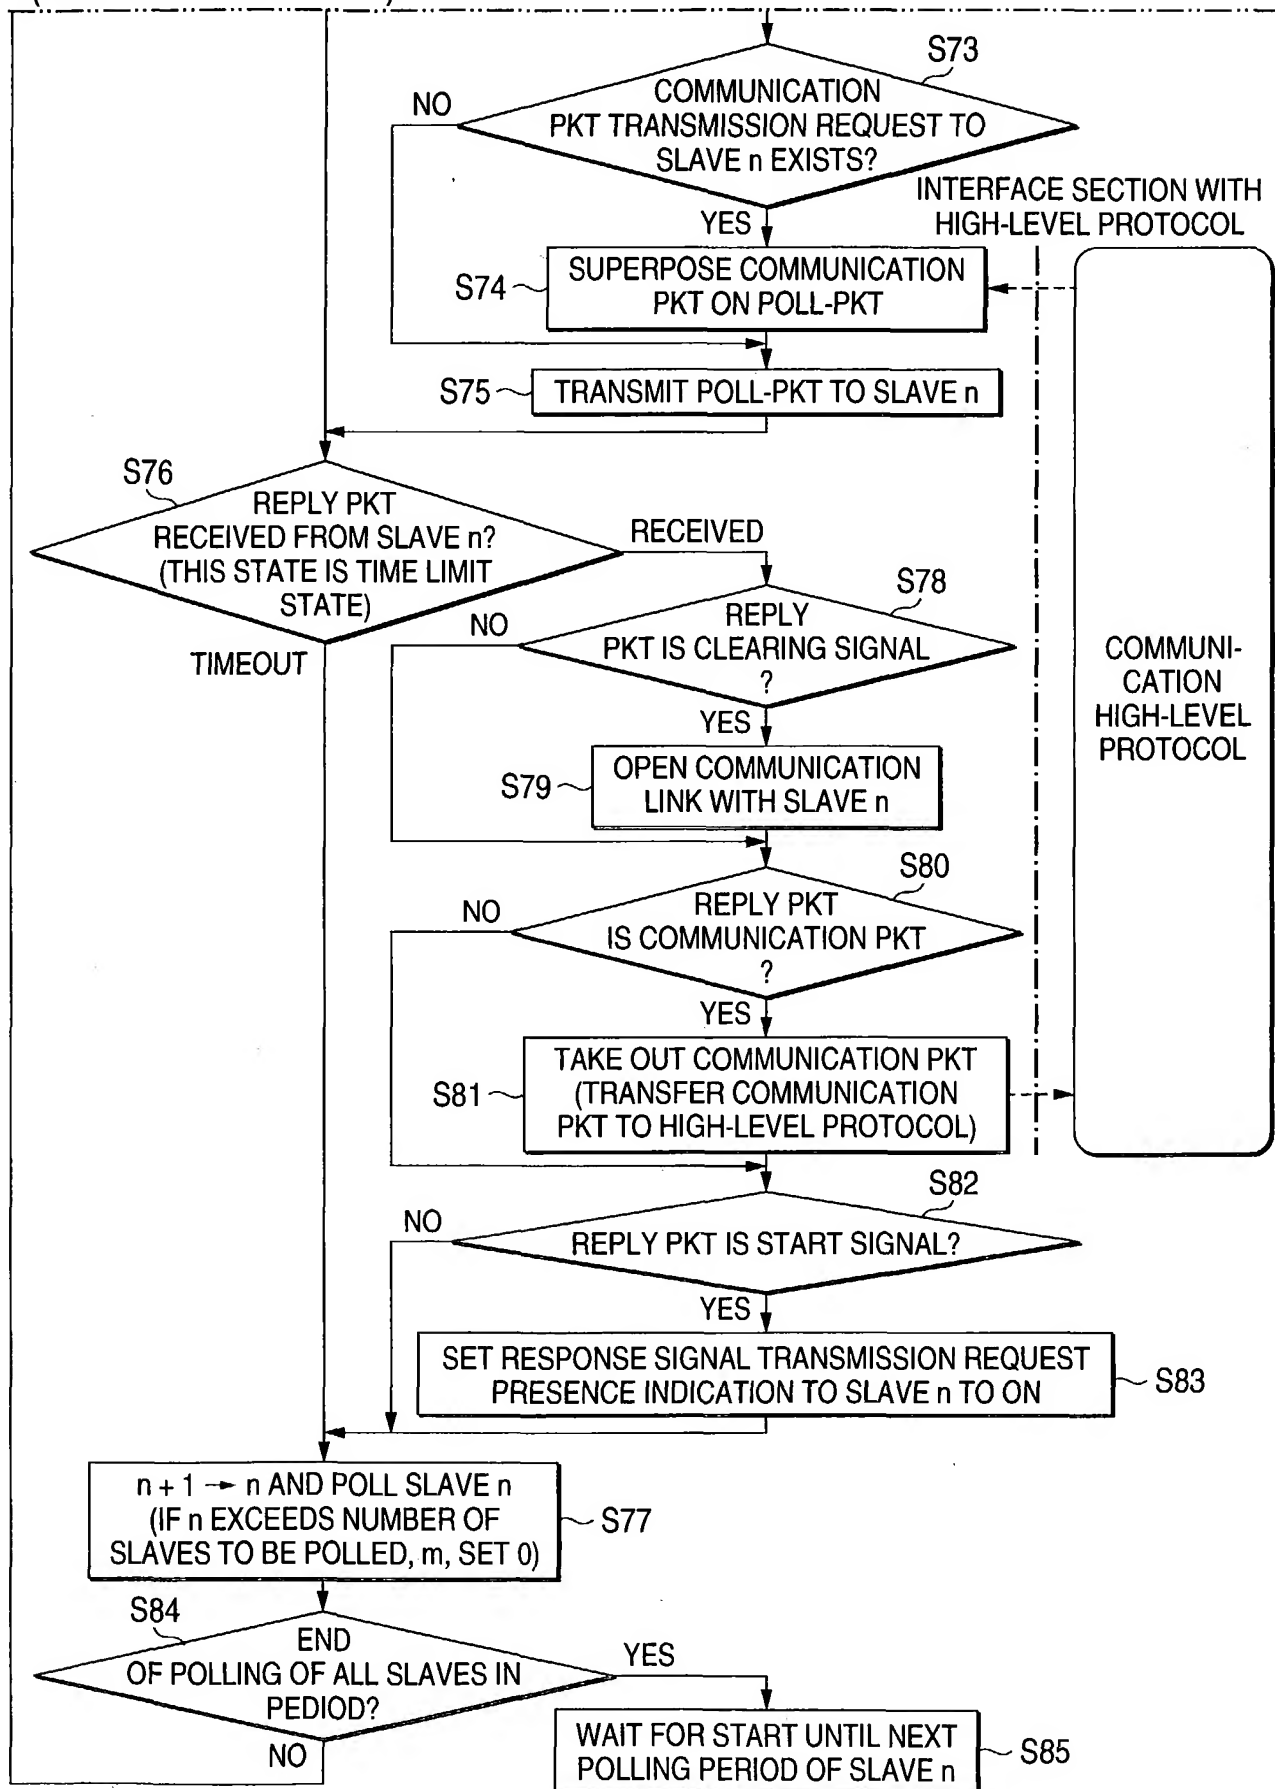 S73
COMMUNICATION
PKT TRANSMISSION REQUEST TO
SLAVE n EXISTS?
NO
YES
INTERFACE SECTION WITH
HIGH-LEVEL PROTOCOL
S74
SUPERPOSE COMMUNICATION
PKT ON POLL-PKT
S75
TRANSMIT POLL-PKT TO SLAVE n
S76
REPLY PKT
RECEIVED FROM SLAVE n?
(THIS STATE IS TIME LIMIT
STATE)
RECEIVED
TIMEOUT
S78
REPLY
PKT IS CLEARING SIGNAL
?
NO
YES
S79
OPEN COMMUNICATION
LINK WITH SLAVE n
COMMUNI-
CATION
HIGH-LEVEL
PROTOCOL
S80
REPLY PKT
IS COMMUNICATION PKT
?
NO
YES
S81
TAKE OUT COMMUNICATION PKT
(TRANSFER COMMUNICATION
PKT TO HIGH-LEVEL PROTOCOL)
S82
NO
REPLY PKT IS START SIGNAL?
YES
SET RESPONSE SIGNAL TRANSMISSION REQUEST
PRESENCE INDICATION TO SLAVE n TO ON
S83
n + 1 → n AND POLL SLAVE n
(IF n EXCEEDS NUMBER OF
SLAVES TO BE POLLED, m, SET 0)
S77
S84
END
OF POLLING OF ALL SLAVES IN
PEDIOD?
YES
NO
WAIT FOR START UNTIL NEXT
POLLING PERIOD OF SLAVE n
S85